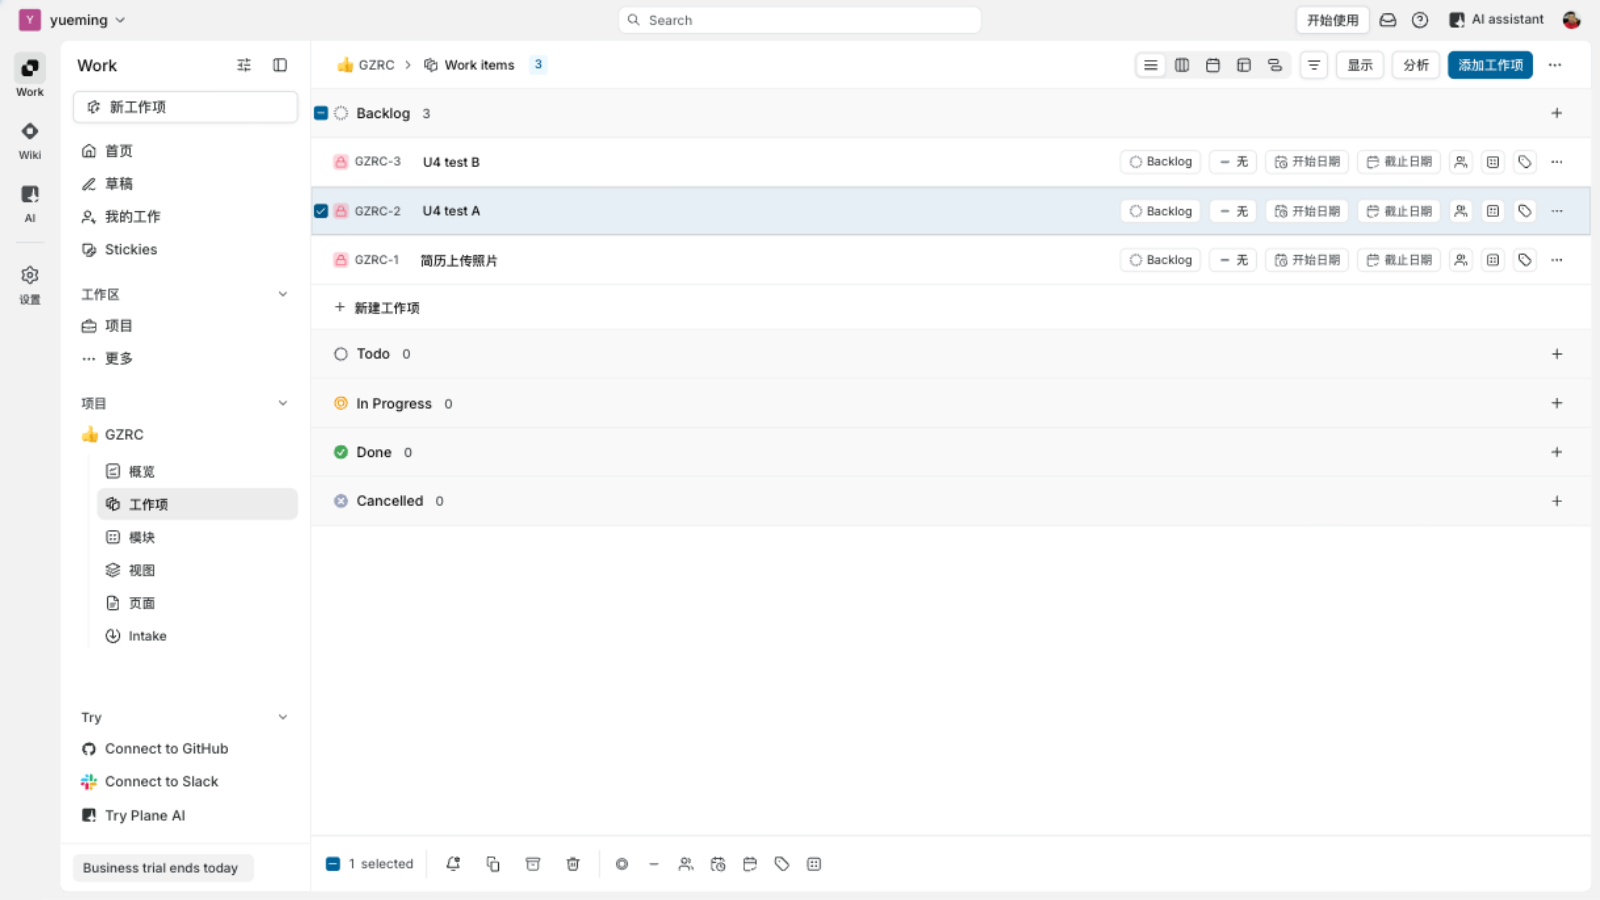 Y yueming
Search
开始使用
AI assistant
Work
Wiki
AI
设置
Work
新工作项
首页
草稿
我的工作
Stickies
工作区
项目
更多
项目
GZRC
概览
工作项
模块
视图
页面
Intake
Try
Connect to GitHub
Connect to Slack
Try Plane AI
Business trial ends today
GZRC > Work items 3
显示
分析
添加工作项
Backlog 3
GZRC-3 U4 test B Backlog 无 开始日期 截止日期
GZRC-2 U4 test A Backlog 无 开始日期 截止日期
GZRC-1 简历上传照片 Backlog 无 开始日期 截止日期
新建工作项
Todo 0
In Progress 0
Done 0
Cancelled 0
1 selected